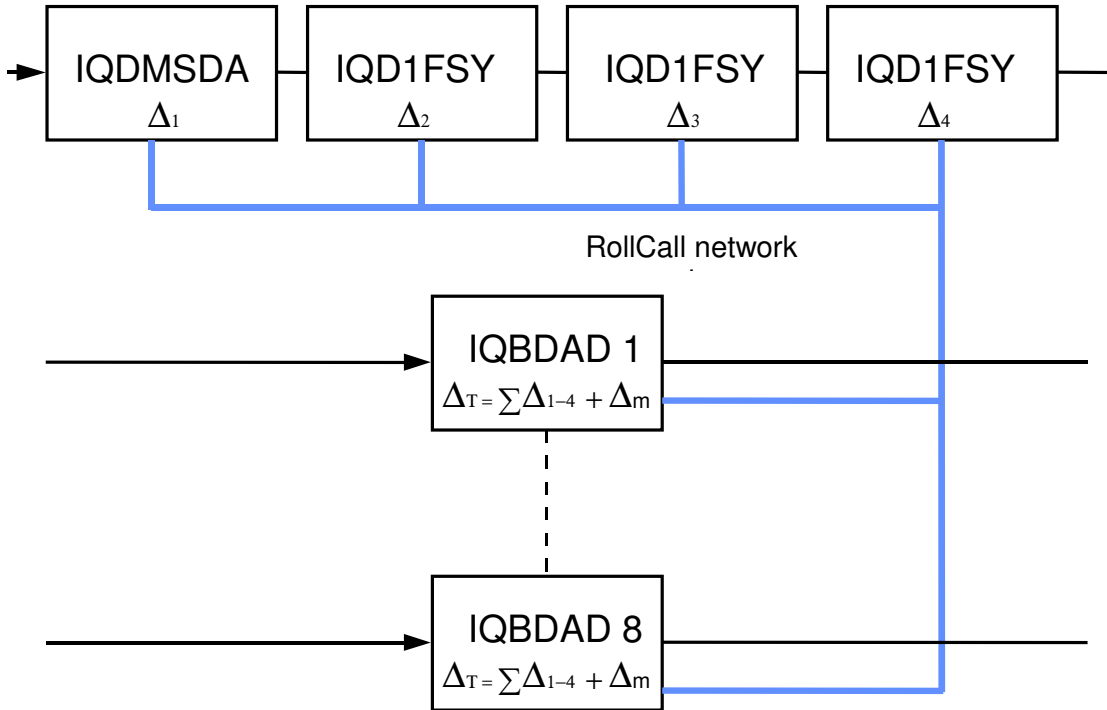 IQDMSDA IQD1FSY IQD1FSY IQD1FSY
Δ1 Δ2 Δ3 Δ4
RollCall network
IQBDAD 1
ΔT = ∑Δ1–4 + Δm
IQBDAD 8
ΔT = ∑Δ1–4 + Δm